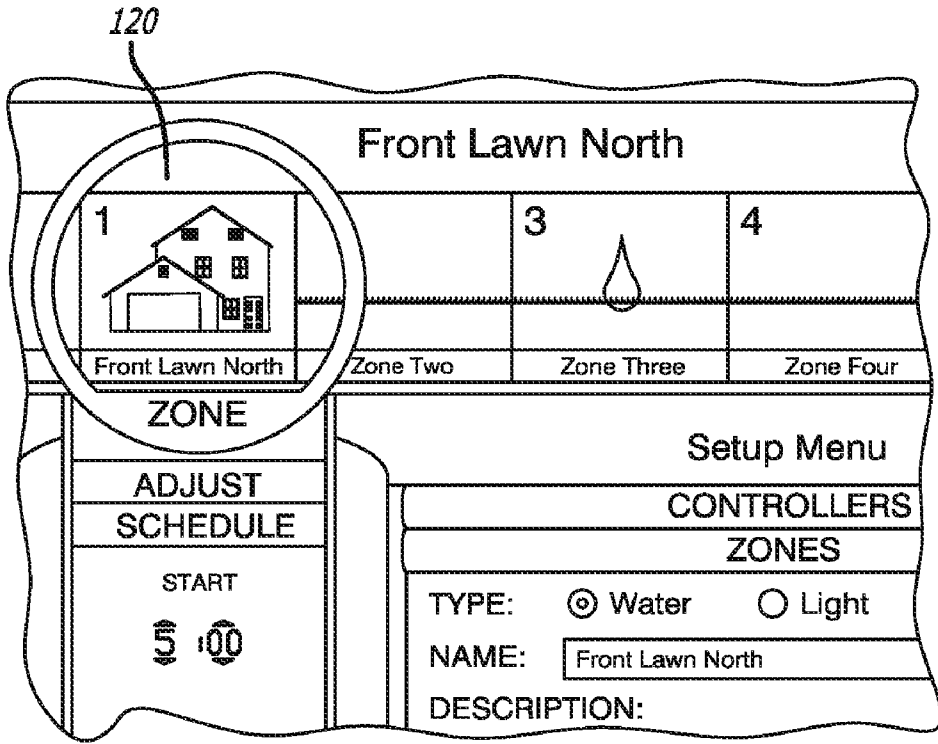 120
Front Lawn North
1
3
4
Front Lawn North
Zone Two
Zone Three
Zone Four
ZONE
ADJUST
SCHEDULE
START
5 :00
Setup Menu
CONTROLLERS
ZONES
TYPE: Water Light
NAME: Front Lawn North
DESCRIPTION: